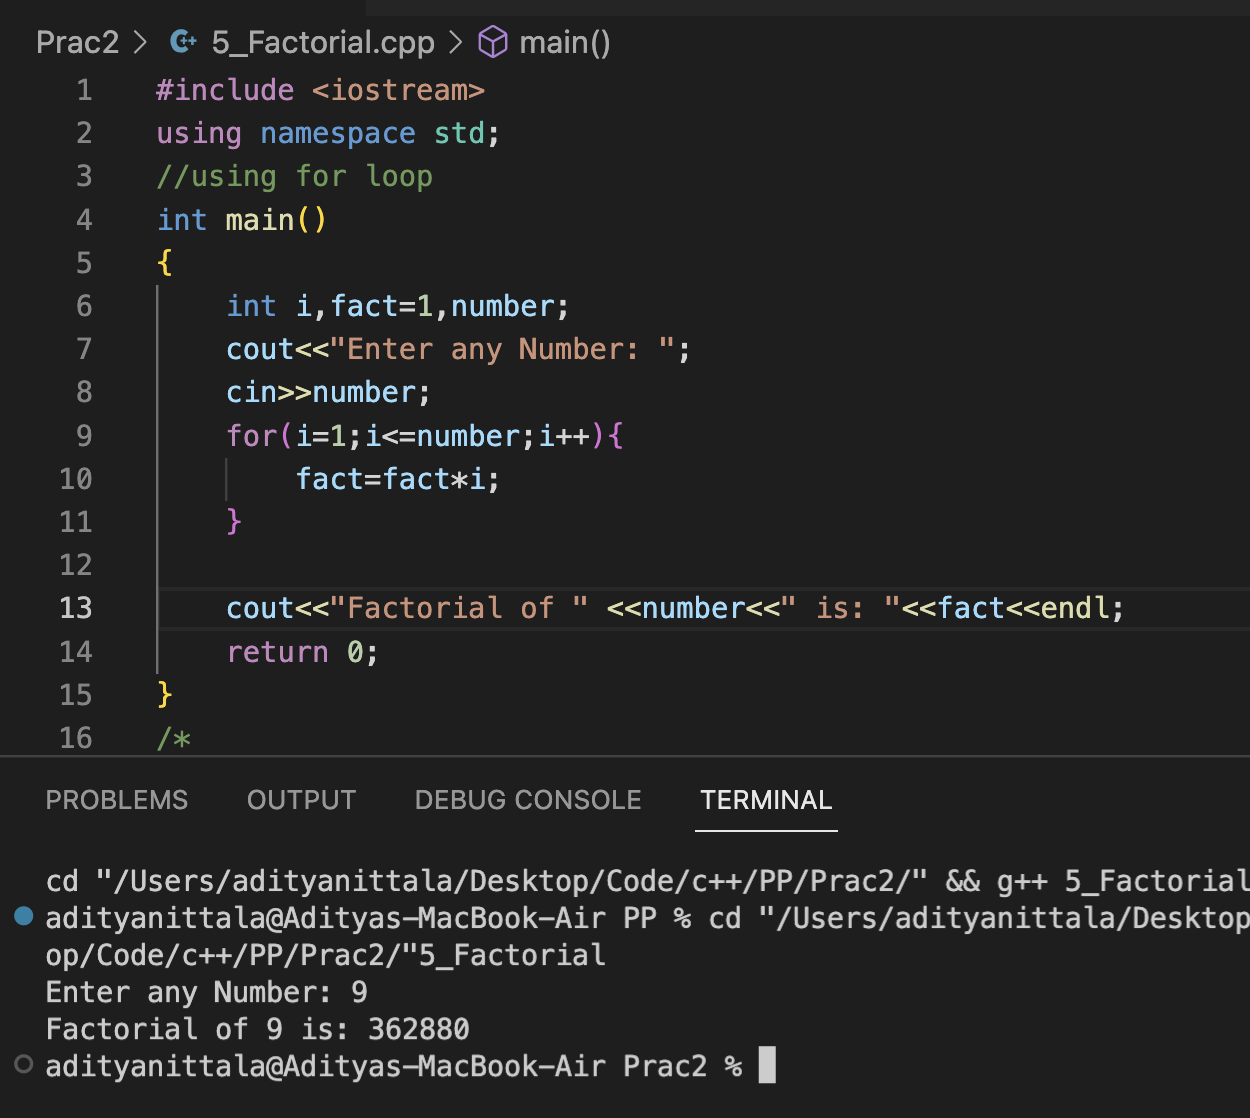 Prac2 > 5_Factorial.cpp > main()
1 #include <iostream>
2 using namespace std;
3 //using for loop
4 int main()
5 {
6 int i,fact=1,number;
7 cout<<"Enter any Number: ";
8 cin>>number;
9 for(i=1;i<=number;i++){
10 fact=fact*i;
11 }
12
13 cout<<"Factorial of " <<number<<" is: "<<fact<<endl;
14 return 0;
15 }
16 /*
PROBLEMS OUTPUT DEBUG CONSOLE TERMINAL
cd "/Users/adityanittala/Desktop/Code/c++/PP/Prac2/" && g++ 5_Factorial
adityanittala@Adityas-MacBook-Air PP % cd "/Users/adityanittala/Desktop
op/Code/c++/PP/Prac2/"5_Factorial
Enter any Number: 9
Factorial of 9 is: 362880
adityanittala@Adityas-MacBook-Air Prac2 %